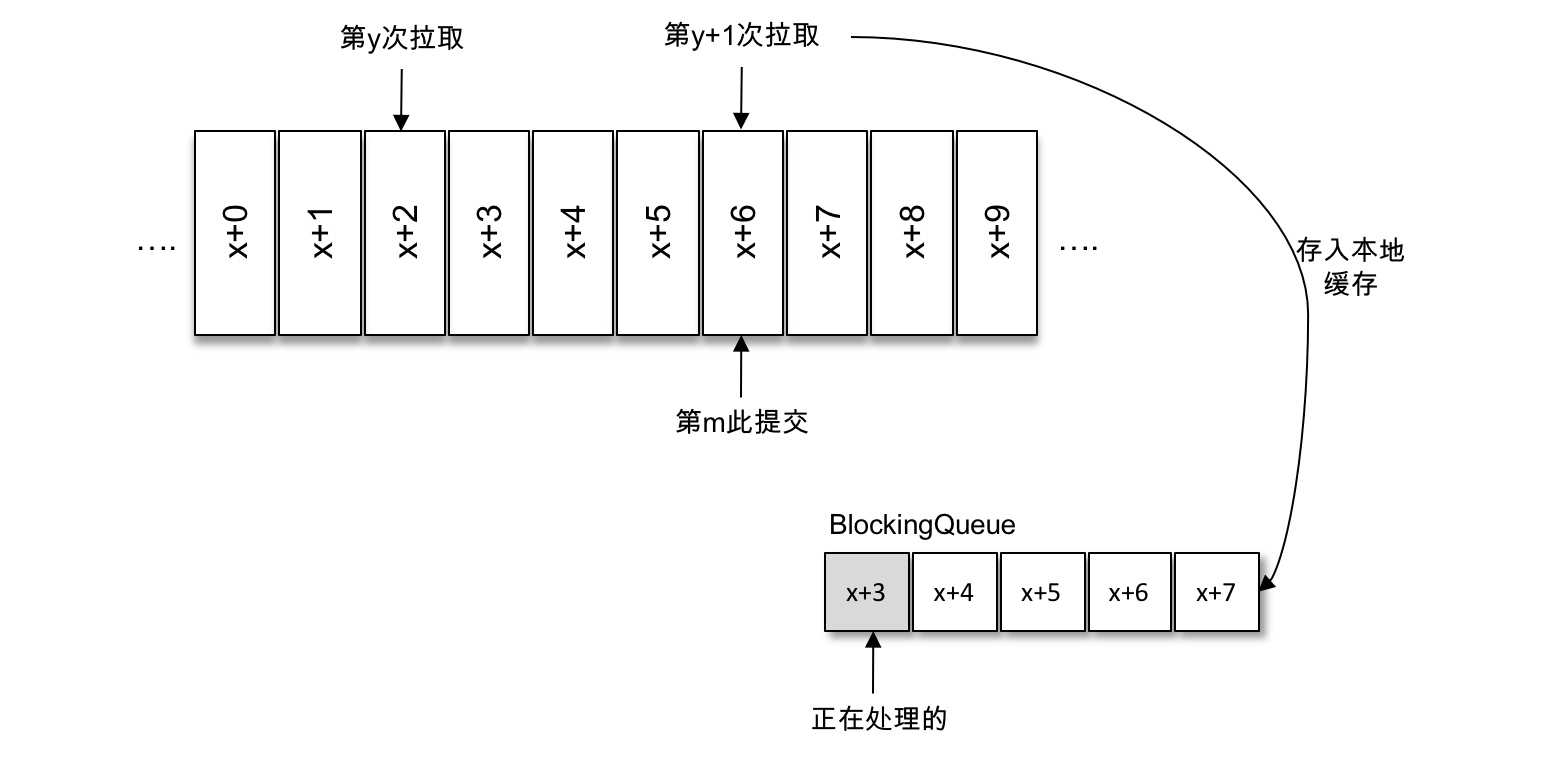 第y次拉取
第y+1次拉取
x+0
x+1
x+2
x+3
x+4
x+5
x+6
x+7
x+8
x+9
....
....
存入本地
缓存
第m此提交
BlockingQueue
x+3
x+4
x+5
x+6
x+7
正在处理的